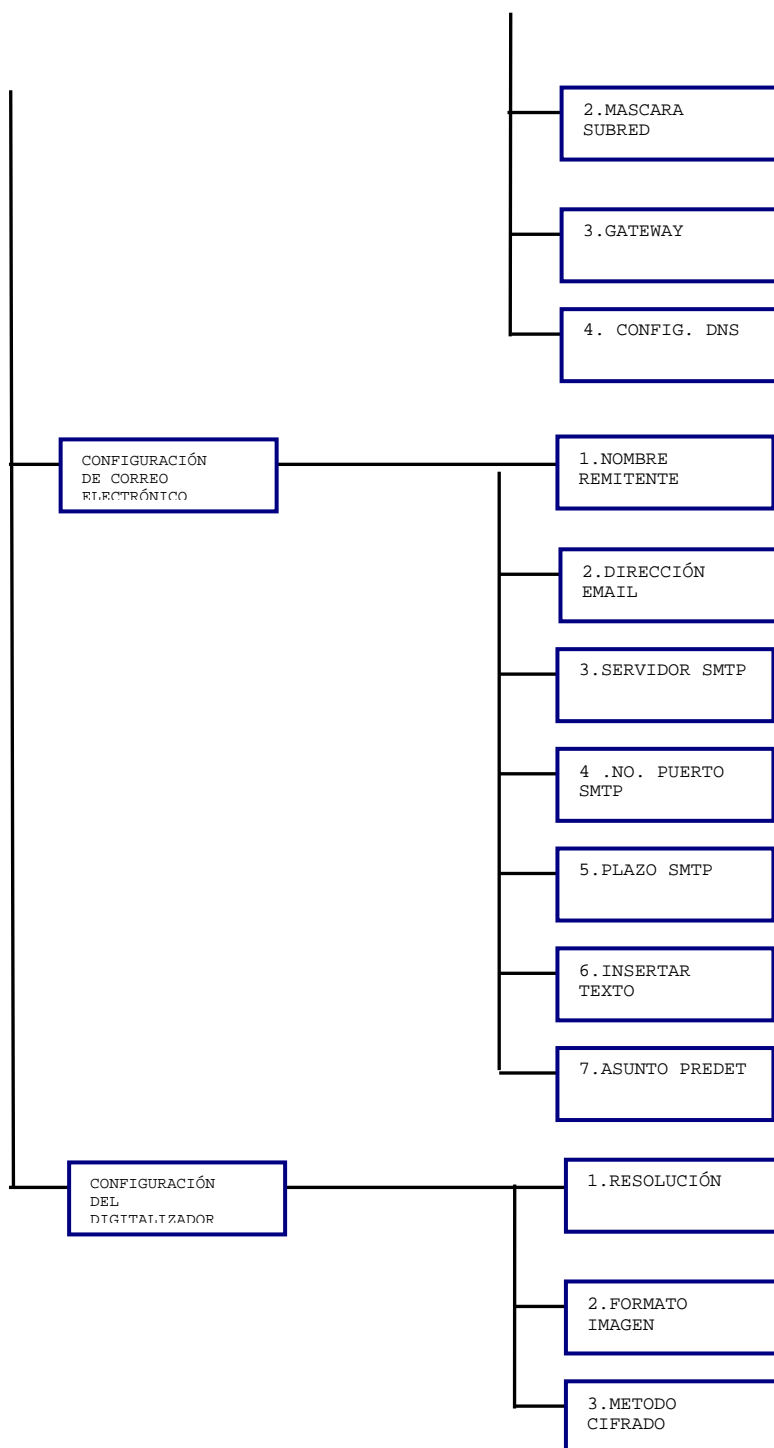 2.MASCARA
SUBRED
3.GATEWAY
4. CONFIG. DNS
CONFIGURACIÓN
DE CORREO
ELECTRÓNICO
1.NOMBRE
REMITENTE
2.DIRECCIÓN
EMAIL
3.SERVIDOR SMTP
4 .NO. PUERTO
SMTP
5.PLAZO SMTP
6.INSERTAR
TEXTO
7.ASUNTO PREDET
CONFIGURACIÓN
DEL
DIGITALIZADOR
1.RESOLUCIÓN
2.FORMATO
IMAGEN
3.METODO
CIFRADO